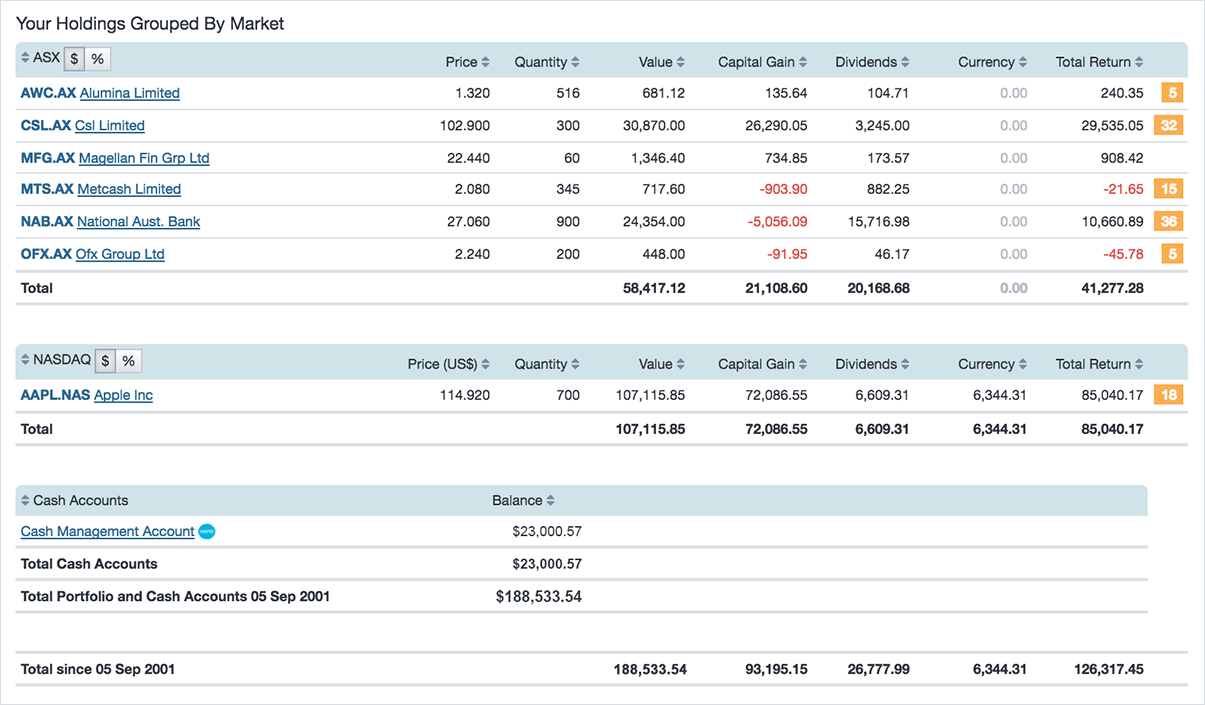 Your Holdings Grouped By Market
ASX $ % Price Quantity Value Capital Gain Dividends Currency Total Return
AWC.AX Alumina Limited 1.320 516 681.12 135.64 104.71 0.00 240.35 5
CSL.AX Csl Limited 102.900 300 30,870.00 26,290.05 3,245.00 0.00 29,535.05 32
MFG.AX Magellan Fin Grp Ltd 22.440 60 1,346.40 734.85 173.57 0.00 908.42
MTS.AX Metcash Limited 2.080 345 717.60 -903.90 882.25 0.00 -21.65 15
NAB.AX National Aust. Bank 27.060 900 24,354.00 -5,056.09 15,716.98 0.00 10,660.89 36
OFX.AX Ofx Group Ltd 2.240 200 448.00 -91.95 46.17 0.00 -45.78 5
Total 58,417.12 21,108.60 20,168.68 0.00 41,277.28
NASDAQ $ % Price (US$) Quantity Value Capital Gain Dividends Currency Total Return
AAPL.NAS Apple Inc 114.920 700 107,115.85 72,086.55 6,609.31 6,344.31 85,040.17 18
Total 107,115.85 72,086.55 6,609.31 6,344.31 85,040.17
Cash Accounts Balance
Cash Management Account $23,000.57
Total Cash Accounts $23,000.57
Total Portfolio and Cash Accounts 05 Sep 2001 $188,533.54
Total since 05 Sep 2001 188,533.54 93,195.15 26,777.99 6,344.31 126,317.45